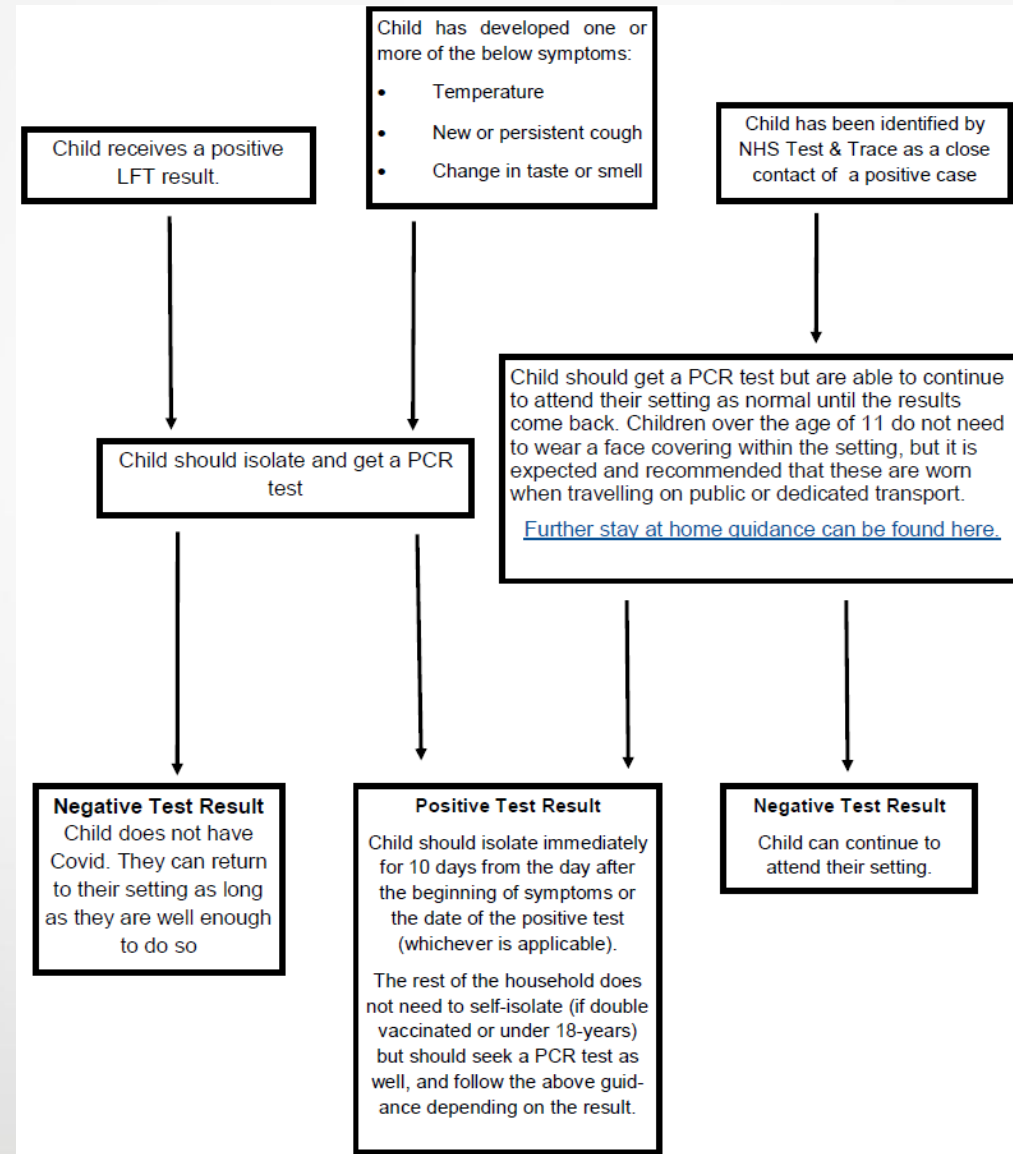 Child receives a positive
LFT result.
Child has developed one or
more of the below symptoms:
• Temperature
• New or persistent cough
• Change in taste or smell
Child has been identified by
NHS Test & Trace as a close
contact of a positive case
Child should isolate and get a PCR
test
Child should get a PCR test but are able to continue
to attend their setting as normal until the results
come back. Children over the age of 11 do not need
to wear a face covering within the setting, but it is
expected and recommended that these are worn
when travelling on public or dedicated transport.
Further stay at home guidance can be found here.
Negative Test Result
Child does not have
Covid. They can return
to their setting as long
as they are well enough
to do so
Positive Test Result
Child should isolate immediately
for 10 days from the day after
the beginning of symptoms or
the date of the positive test
(whichever is applicable).
The rest of the household does
not need to self-isolate (if double
vaccinated or under 18-years)
but should seek a PCR test as
well, and follow the above guid-
ance depending on the result.
Negative Test Result
Child can continue to
attend their setting.